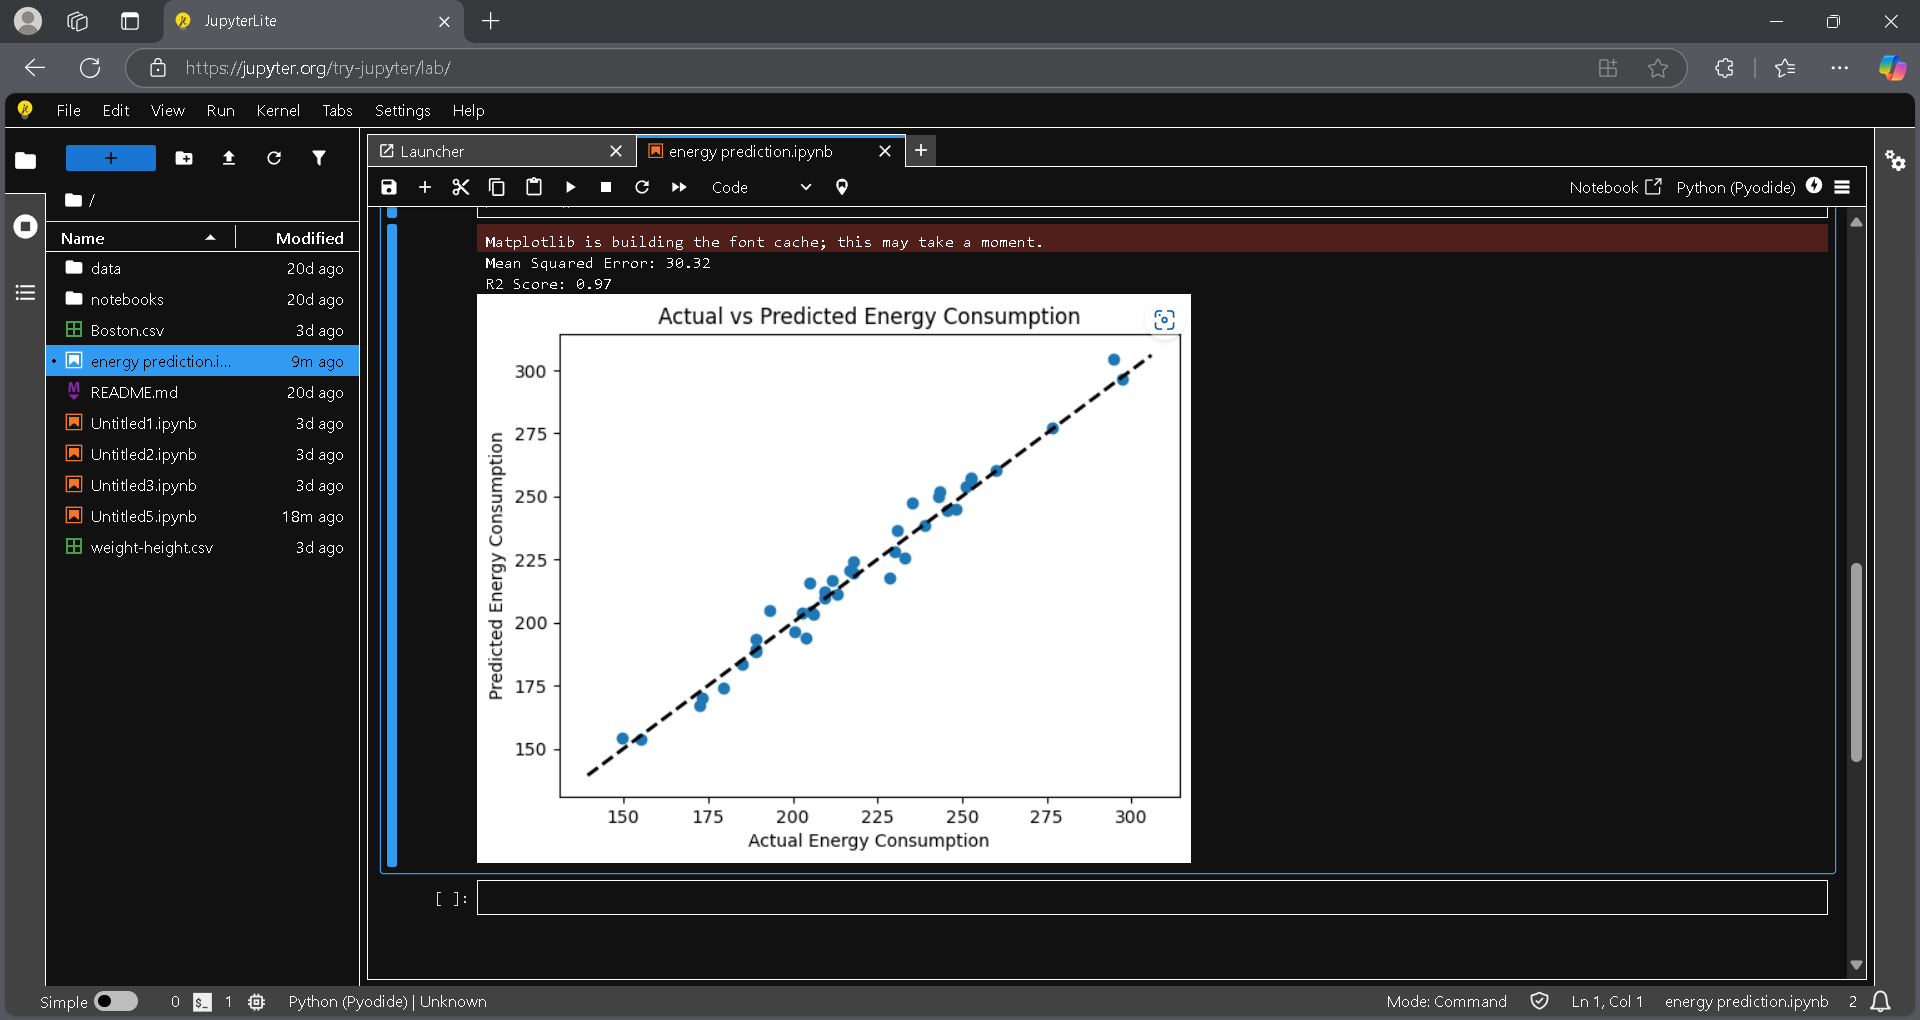 JupyterLite
https://jupyter.org/try-jupyter/lab/
File Edit View Run Kernel Tabs Settings Help
Launcher
energy prediction.ipynb
Code
Notebook
Python (Pyodide)
/
Name Modified
data 20d ago
notebooks 20d ago
Boston.csv 3d ago
energy prediction.i... 9m ago
README.md 20d ago
Untitled1.ipynb 3d ago
Untitled2.ipynb 3d ago
Untitled3.ipynb 3d ago
Untitled5.ipynb 18m ago
weight-height.csv 3d ago
Matplotlib is building the font cache; this may take a moment.
Mean Squared Error: 30.32
R2 Score: 0.97
Actual vs Predicted Energy Consumption
Predicted Energy Consumption
300
275
250
225
200
175
150
150 175 200 225 250 275 300
Actual Energy Consumption
[ ]:
Simple 0 $_ 1 Python (Pyodide) | Unknown
Mode: Command Ln 1, Col 1 energy prediction.ipynb 2